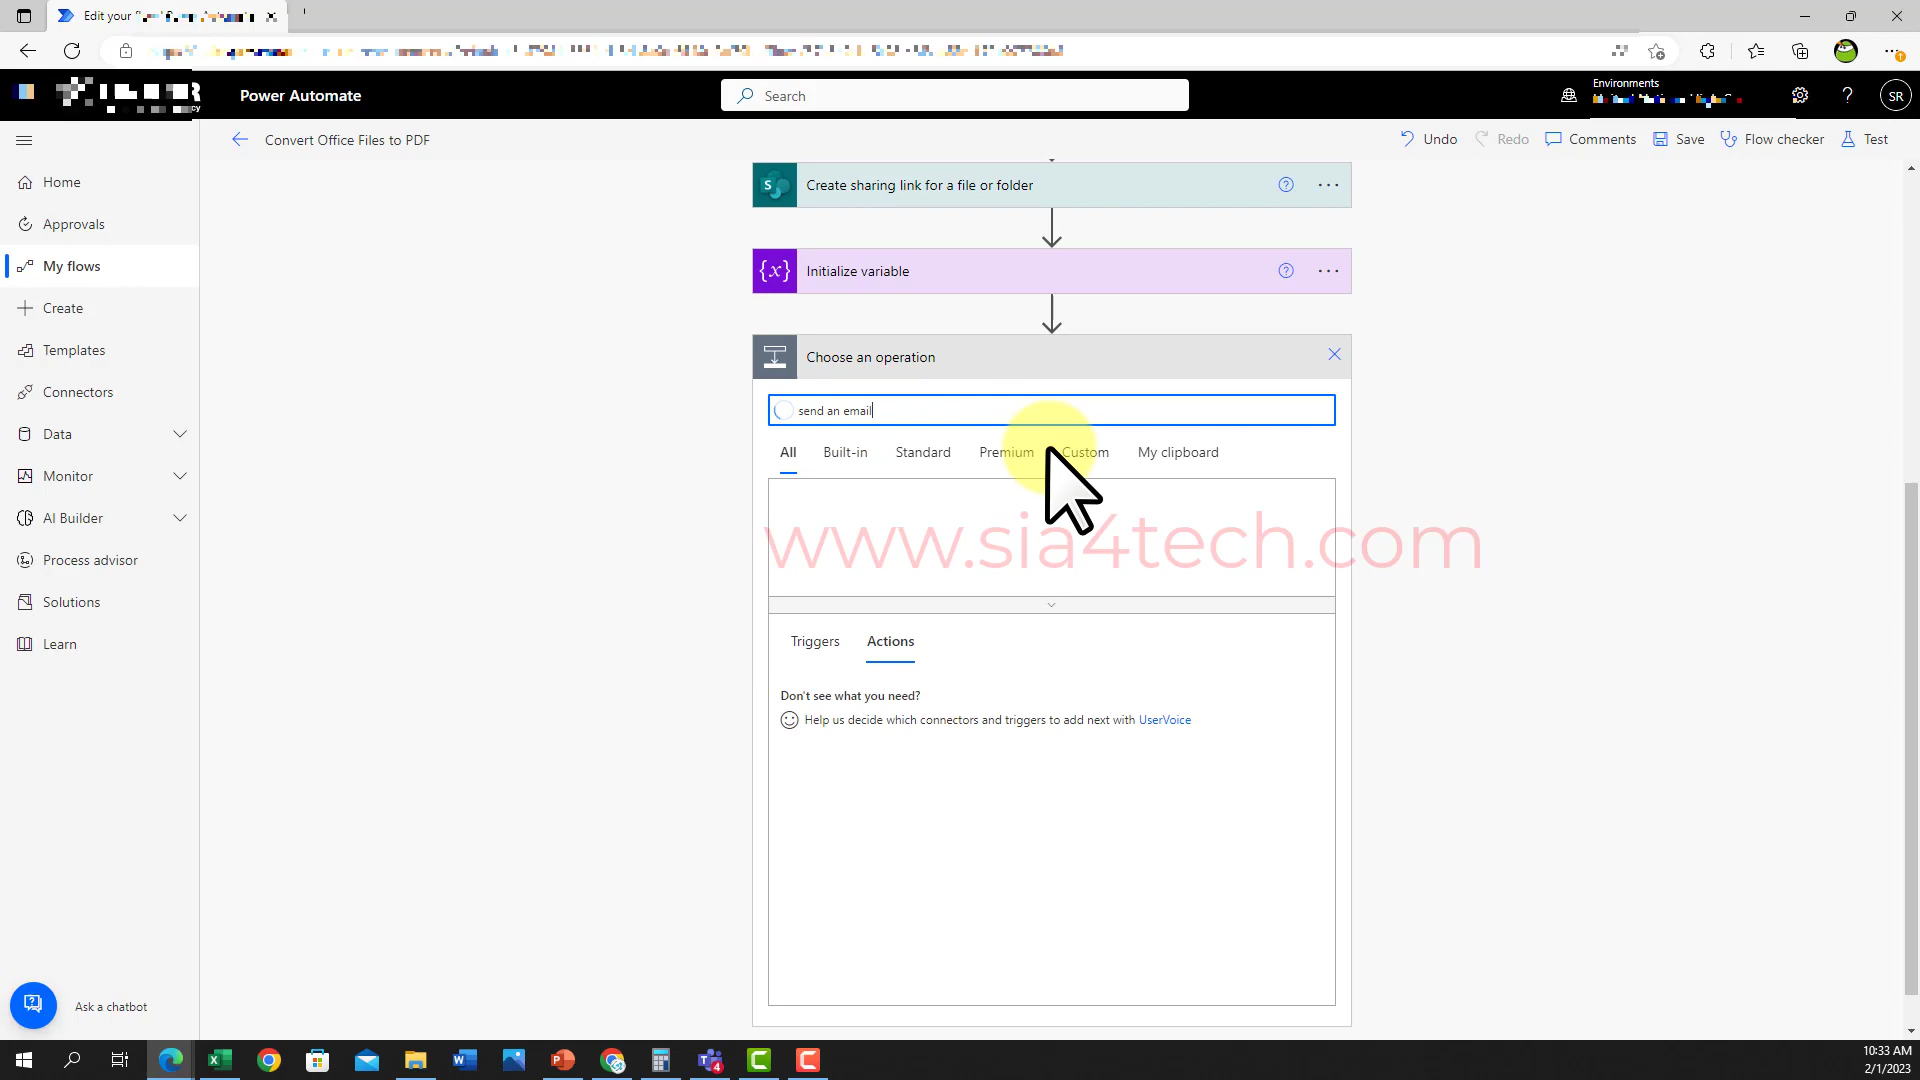 Edit your
Power Automate
Search
Environments
SR
Convert Office Files to PDF
Undo
Redo
Comments
Save
Flow checker
Test
Home
Approvals
My flows
Create
Templates
Connectors
Data
Monitor
AI Builder
Process advisor
Solutions
Learn
Ask a chatbot
Create sharing link for a file or folder
Initialize variable
Choose an operation
send an email
All Built-in Standard Premium Custom My clipboard
www.sia4tech.com
Triggers Actions
Don't see what you need?
Help us decide which connectors and triggers to add next with UserVoice
10:33 AM
2/1/2023